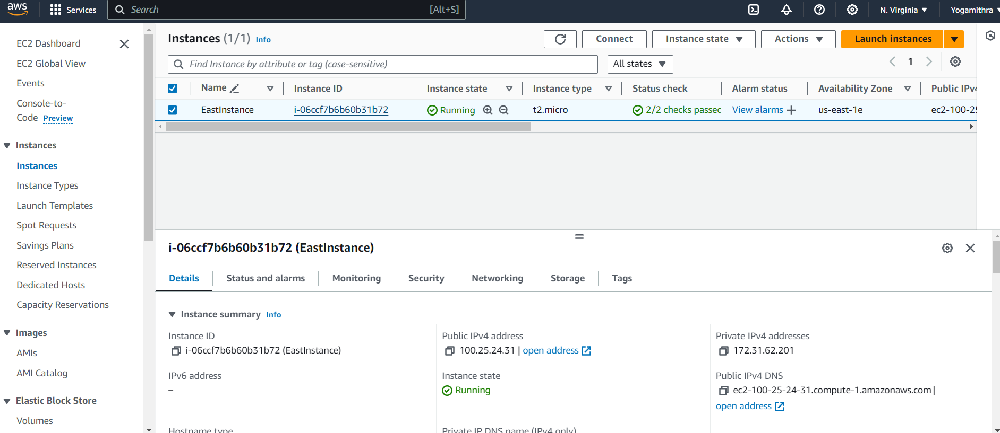 aws
Services
Search [Alt+S]
N. Virginia
Yogamithra
EC2 Dashboard
EC2 Global View
Events
Console-to-
Code Preview
Instances
Instances
Instance Types
Launch Templates
Spot Requests
Savings Plans
Reserved Instances
Dedicated Hosts
Capacity Reservations
Images
AMIs
AMI Catalog
Elastic Block Store
Volumes
Instances (1/1) Info
Connect
Instance state
Actions
Launch instances
Find Instance by attribute or tag (case-sensitive)
All states
1
Name Instance ID Instance state Instance type Status check Alarm status Availability Zone Public IPv4
EastInstance i-06ccf7b6b60b31b72 Running t2.micro 2/2 checks passec View alarms + us-east-1e ec2-100-25
i-06ccf7b6b60b31b72 (EastInstance)
Details Status and alarms Monitoring Security Networking Storage Tags
Instance summary Info
Instance ID
i-06ccf7b6b60b31b72 (EastInstance)
Public IPv4 address
100.25.24.31 | open address
Private IPv4 addresses
172.31.62.201
IPv6 address
–
Instance state
Running
Public IPv4 DNS
ec2-100-25-24-31.compute-1.amazonaws.com |
open address
Hostname type
Private IP DNS name (IPv4 only)